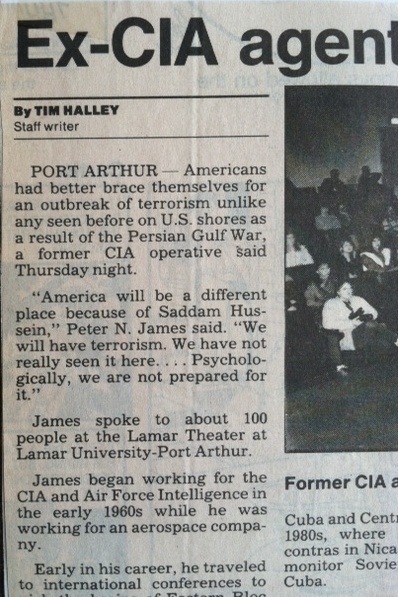 Ex-CIA agent
By TIM HALLEY
Staff writer
PORT ARTHUR — Americans
had better brace themselves for
an outbreak of terrorism unlike
any seen before on U.S. shores as
a result of the Persian Gulf War,
a former CIA operative said
Thursday night.
“America will be a different
place because of Saddam Hus-
sein,” Peter N. James said. “We
will have terrorism. We have not
really seen it here. . . . Psycholo-
gically, we are not prepared for
it.”
James spoke to about 100
people at the Lamar Theater at
Lamar University-Port Arthur.
James began working for the
CIA and Air Force Intelligence in
the early 1960s while he was
working for an aerospace compa-
ny.
Early in his career, he traveled
to international conferences to
of Eastern Bloc
Former CIA a
Cuba and Centr
1980s, where
contras in Nica
monitor Sovie
Cuba.